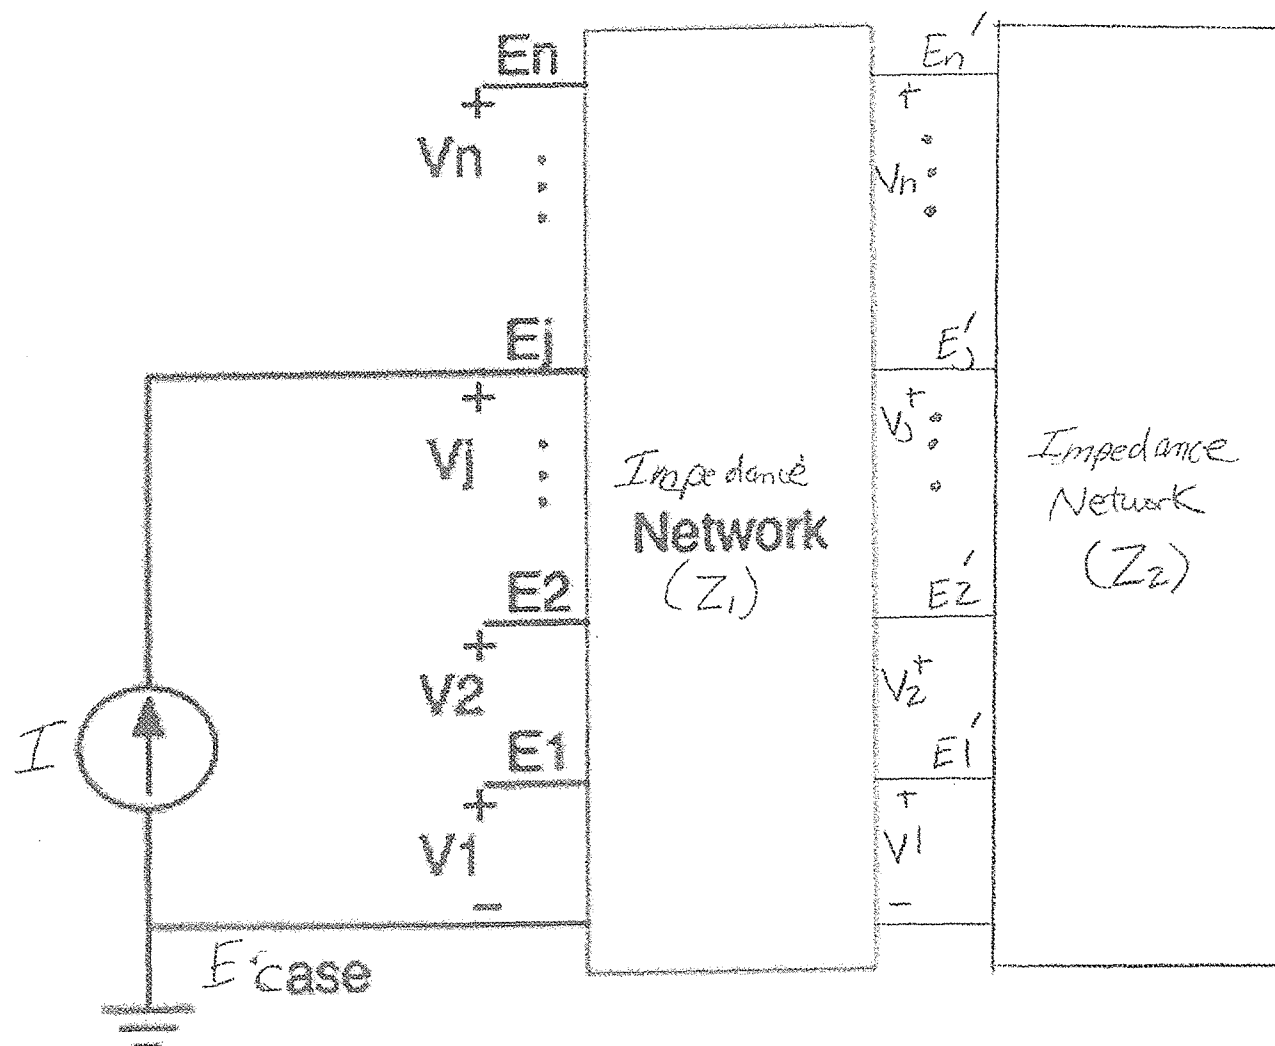 En
+
Vn
Ej
+
Vj
E2
+
V2
E1
+
V1
-
I
Ecase
Impedance
Network
(Z1)
En'
+
Vn
Ej'
+
Vj
E2'
+
V2
E1'
+
V1
-
Impedance
Network
(Z2)